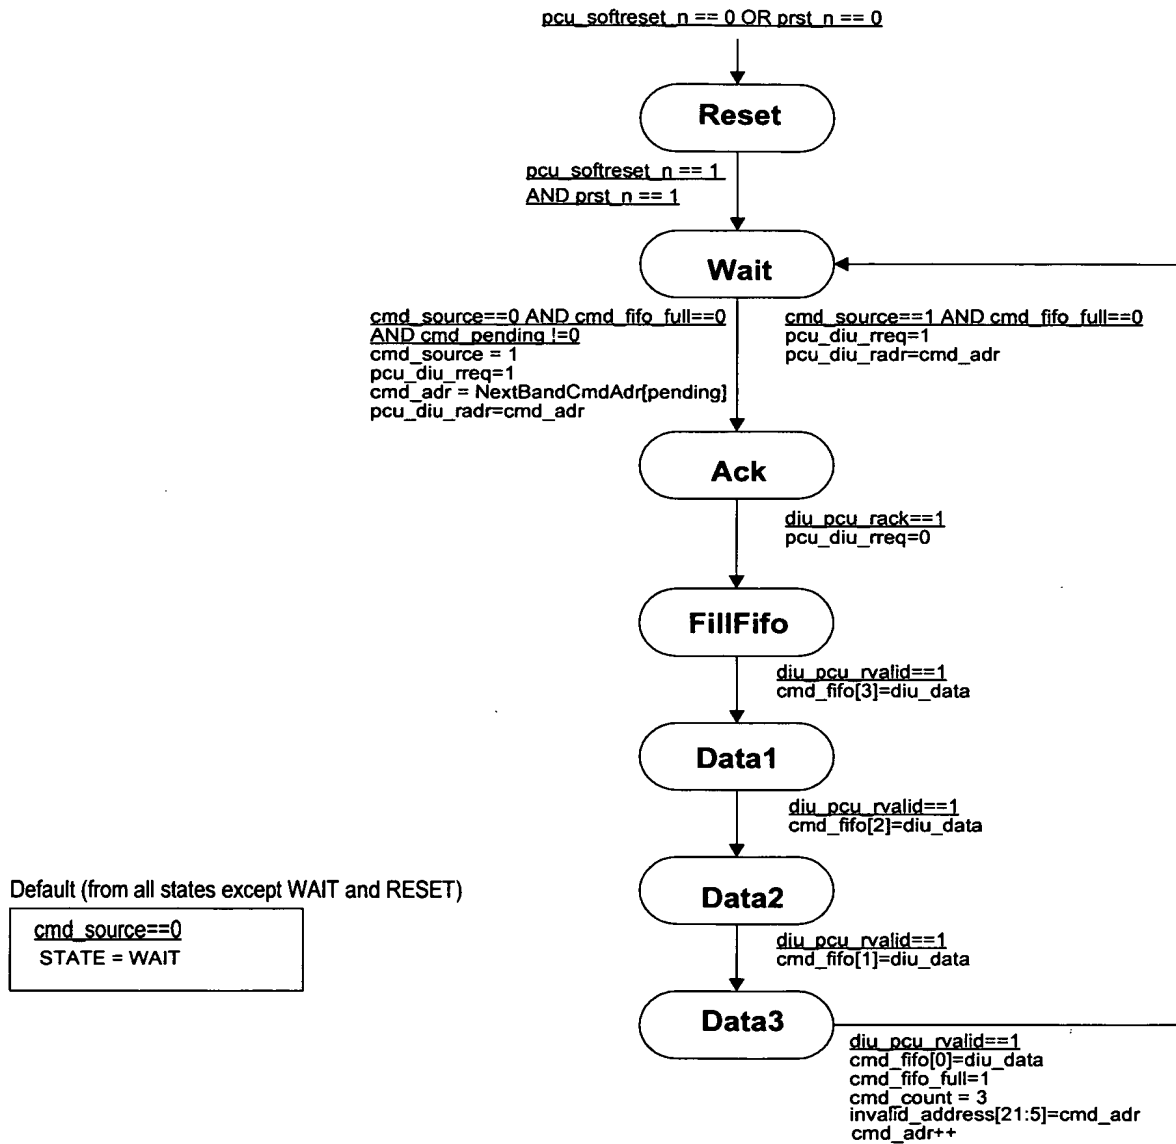 pcu_softreset_n == 0 OR prst_n == 0
Reset
pcu_softreset_n == 1
AND prst_n == 1
Wait
cmd_source==0 AND cmd_fifo_full==0
AND cmd_pending !=0
cmd_source = 1
pcu_diu_rreq=1
cmd_adr = NextBandCmdAdr[pending]
pcu_diu_radr=cmd_adr
cmd_source==1 AND cmd_fifo_full==0
pcu_diu_rreq=1
pcu_diu_radr=cmd_adr
Ack
diu_pcu_rack==1
pcu_diu_rreq=0
FillFifo
diu_pcu_rvalid==1
cmd_fifo[3]=diu_data
Data1
diu_pcu_rvalid==1
cmd_fifo[2]=diu_data
Data2
diu_pcu_rvalid==1
cmd_fifo[1]=diu_data
Default (from all states except WAIT and RESET)
cmd_source==0
STATE = WAIT
Data3
diu_pcu_rvalid==1
cmd_fifo[0]=diu_data
cmd_fifo_full=1
cmd_count = 3
invalid_address[21:5]=cmd_adr
cmd_adr++